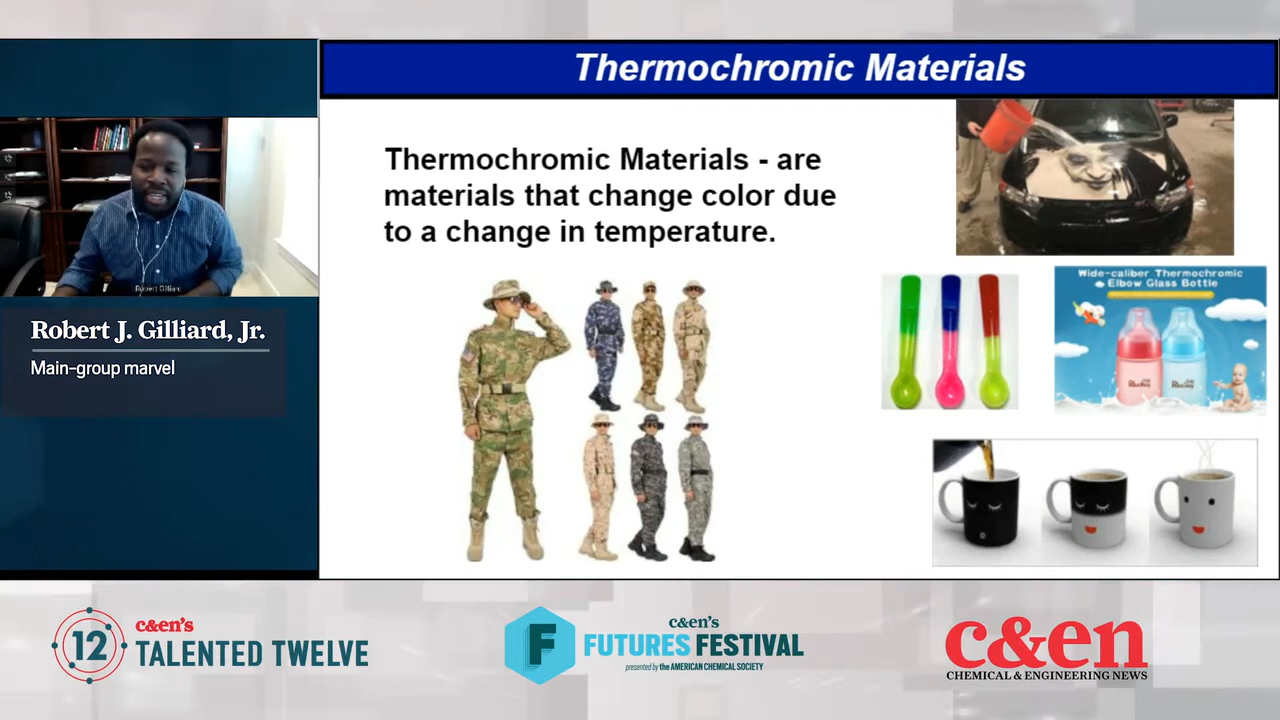 Thermochromic Materials
Thermochromic Materials - are
materials that change color due
to a change in temperature.
Wide-caliber Thermochromic
Elbow Glass Bottle
Robert Gilliard
Robert J. Gilliard, Jr.
Main-group marvel
12
c&en's
TALENTED TWELVE
F
c&en's
FUTURES FESTIVAL
presented by the AMERICAN CHEMICAL SOCIETY
c&en
CHEMICAL & ENGINEERING NEWS